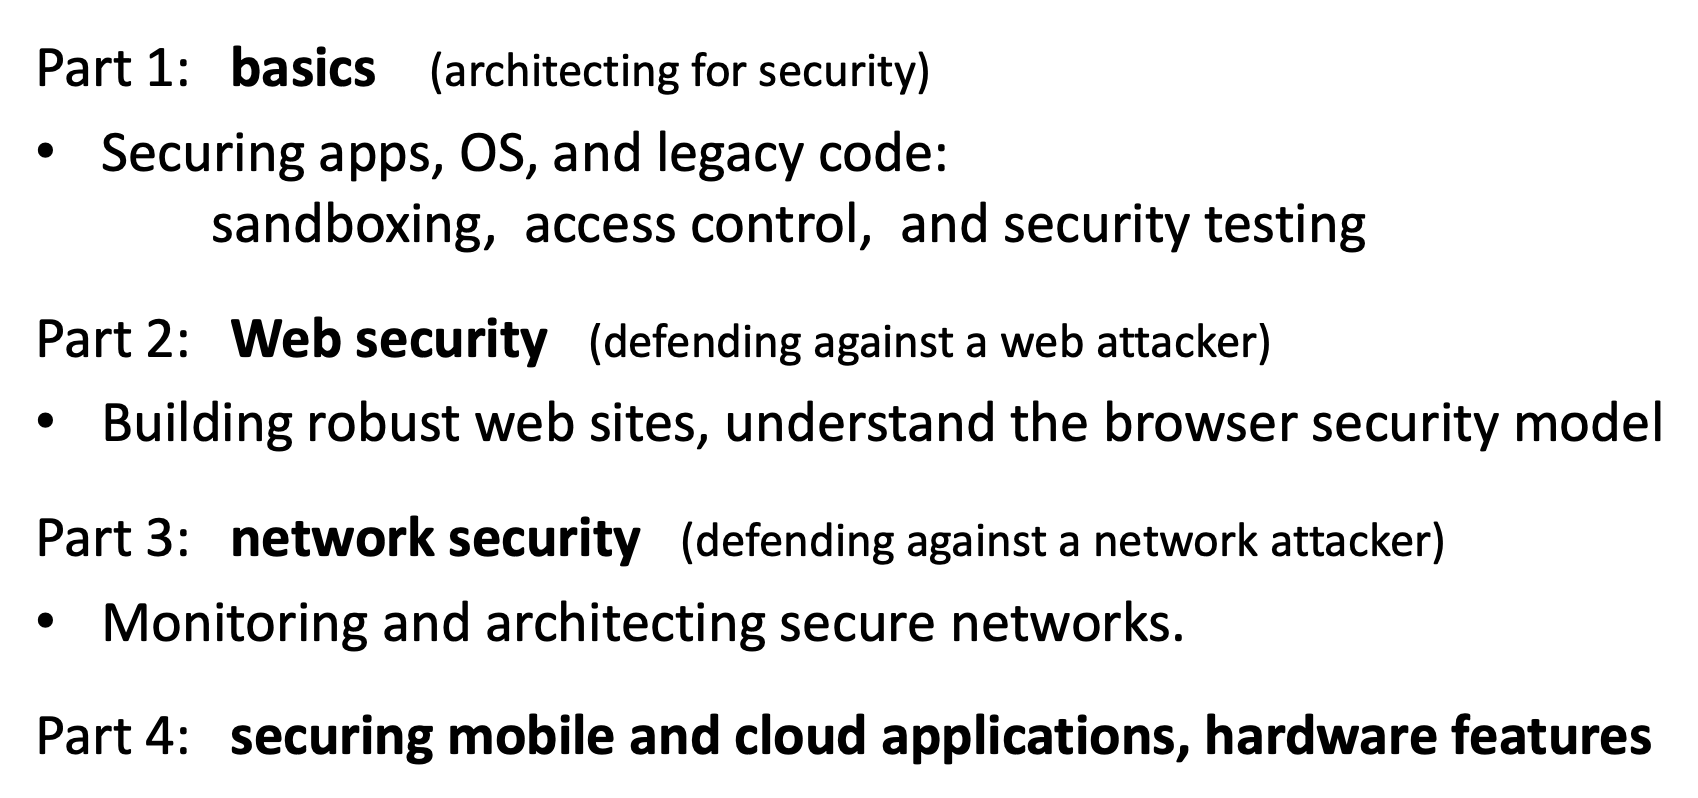 Part 1: basics (architecting for security)
• Securing apps, OS, and legacy code:
sandboxing, access control, and security testing
Part 2: Web security (defending against a web attacker)
• Building robust web sites, understand the browser security model
Part 3: network security (defending against a network attacker)
• Monitoring and architecting secure networks.
Part 4: securing mobile and cloud applications, hardware features